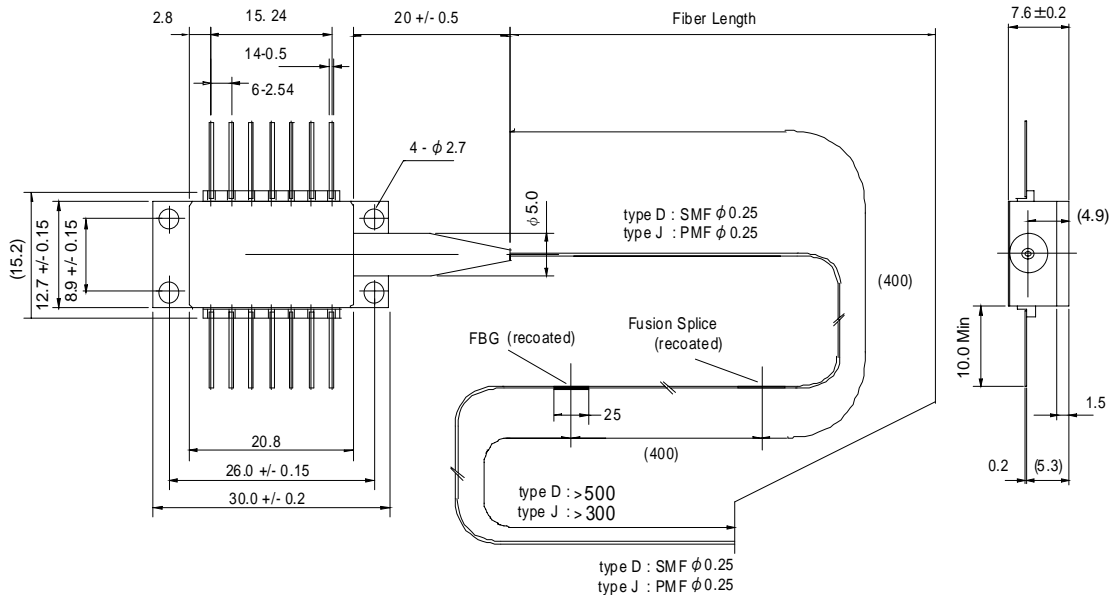 2.8
15. 24
20 +/- 0.5
Fiber Length
7.6±0.2
14-0.5
6-2.54
4 - ϕ 2.7
ϕ 5.0
(15.2)
12.7 +/- 0.15
8.9 +/- 0.15
type D : SMF ϕ 0.25
type J : PMF ϕ 0.25
(400)
(4.9)
FBG (recoated)
Fusion Splice
(recoated)
10.0 Min
25
1.5
20.8
(400)
26.0 +/- 0.15
0.2
(5.3)
30.0 +/- 0.2
type D : >500
type J : >300
type D : SMF ϕ 0.25
type J : PMF ϕ 0.25